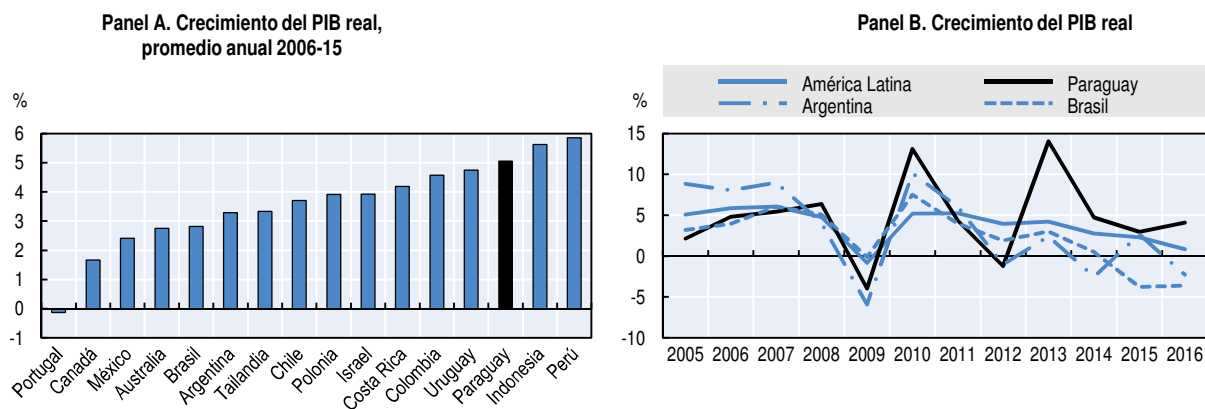 Panel A. Crecimiento del PIB real,
promedio anual 2006-15
%
6
5
4
3
2
1
0
-1
Portugal
Canadá
México
Australia
Brasil
Argentina
Tailandia
Chile
Polonia
Israel
Costa Rica
Colombia
Uruguay
Paraguay
Indonesia
Perú
Panel B. Crecimiento del PIB real
América Latina
Paraguay
Argentina
Brasil
%
15
10
5
0
-5
-10
2005 2006 2007 2008 2009 2010 2011 2012 2013 2014 2015 2016